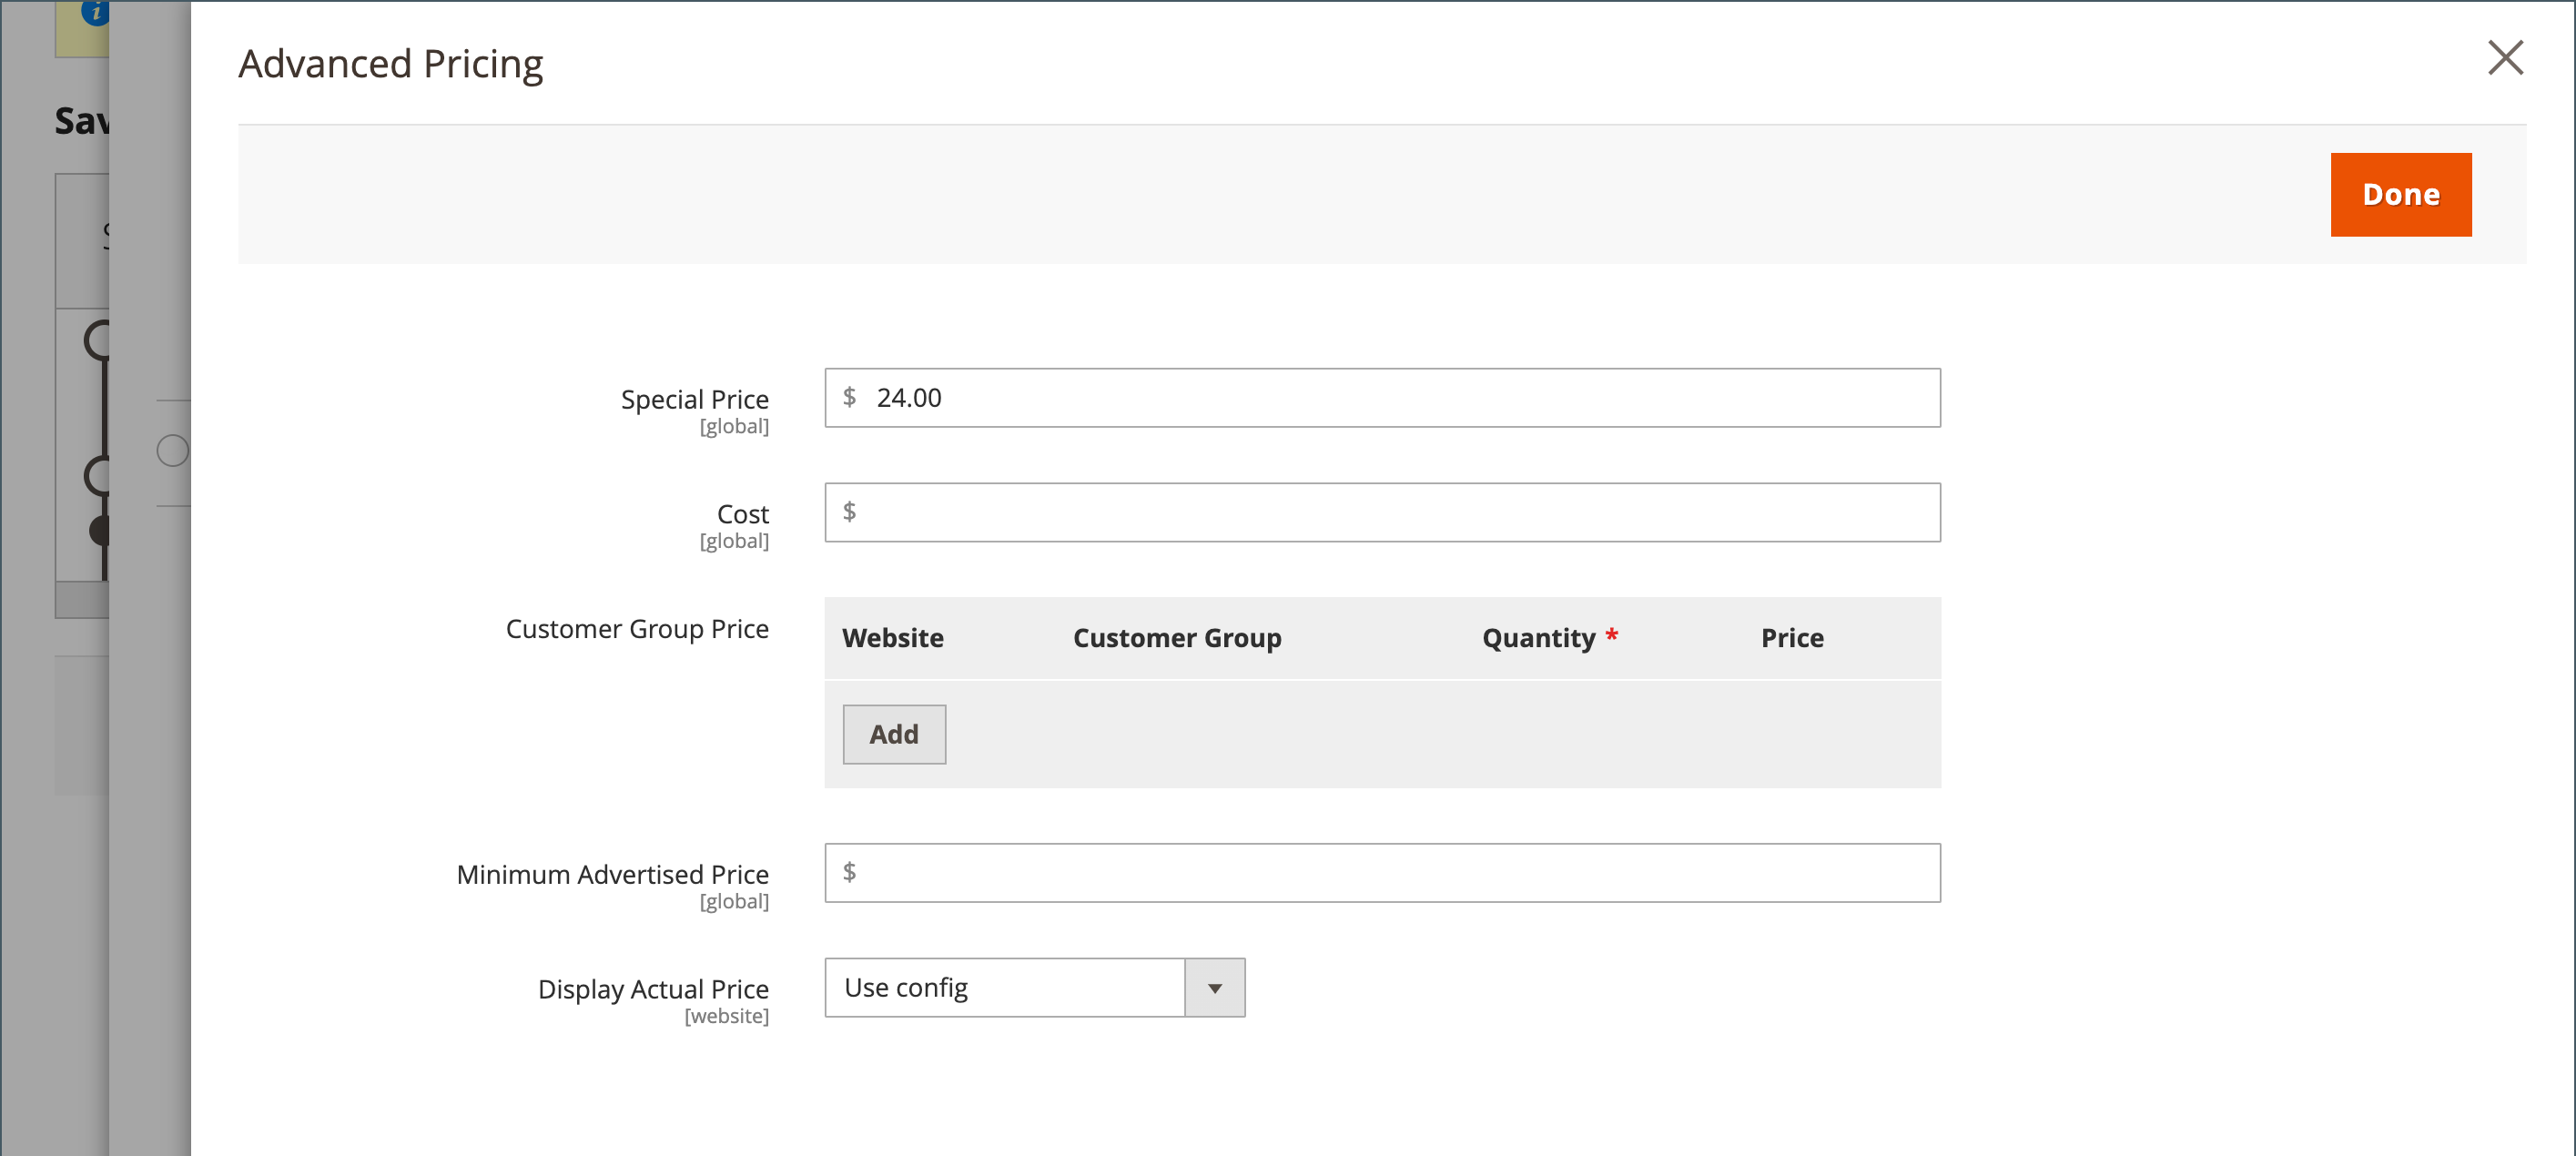 Advanced Pricing
Done
Special Price
[global]
$ 24.00
Cost
[global]
$
Customer Group Price
Website Customer Group Quantity * Price
Add
Minimum Advertised Price
[global]
$
Display Actual Price
[website]
Use config